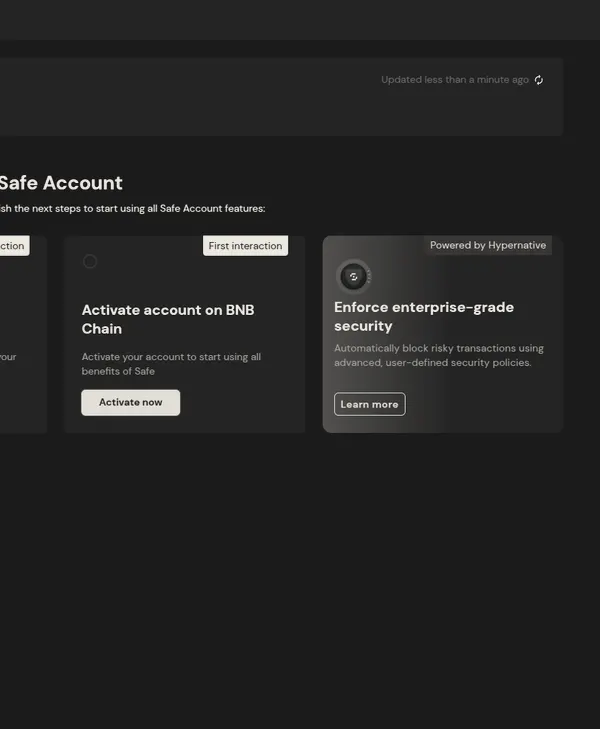 Updated less than a minute ago
Safe Account
ish the next steps to start using all Safe Account features:
ction
your
First interaction
Activate account on BNB
Chain
Activate your account to start using all
benefits of Safe
Activate now
Powered by Hypernative
Enforce enterprise-grade
security
Automatically block risky transactions using
advanced, user-defined security policies.
Learn more